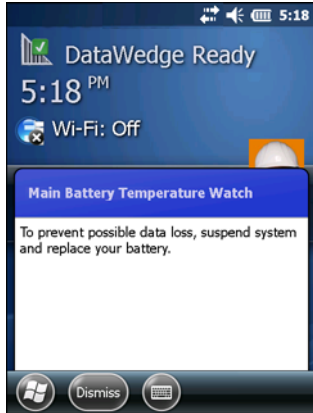 5:18
DataWedge Ready
5:18 PM
Wi-Fi: Off
Main Battery Temperature Watch
To prevent possible data loss, suspend system
and replace your battery.
Dismiss